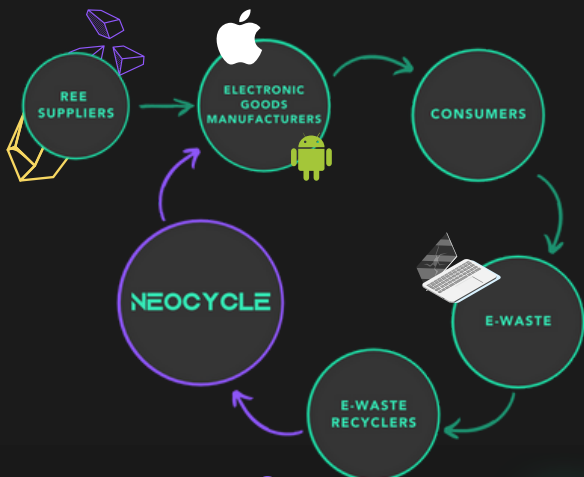 REE
SUPPLIERS
ELECTRONIC
GOODS
MANUFACTURERS
CONSUMERS
E-WASTE
E-WASTE
RECYCLERS
NEOCYCLE